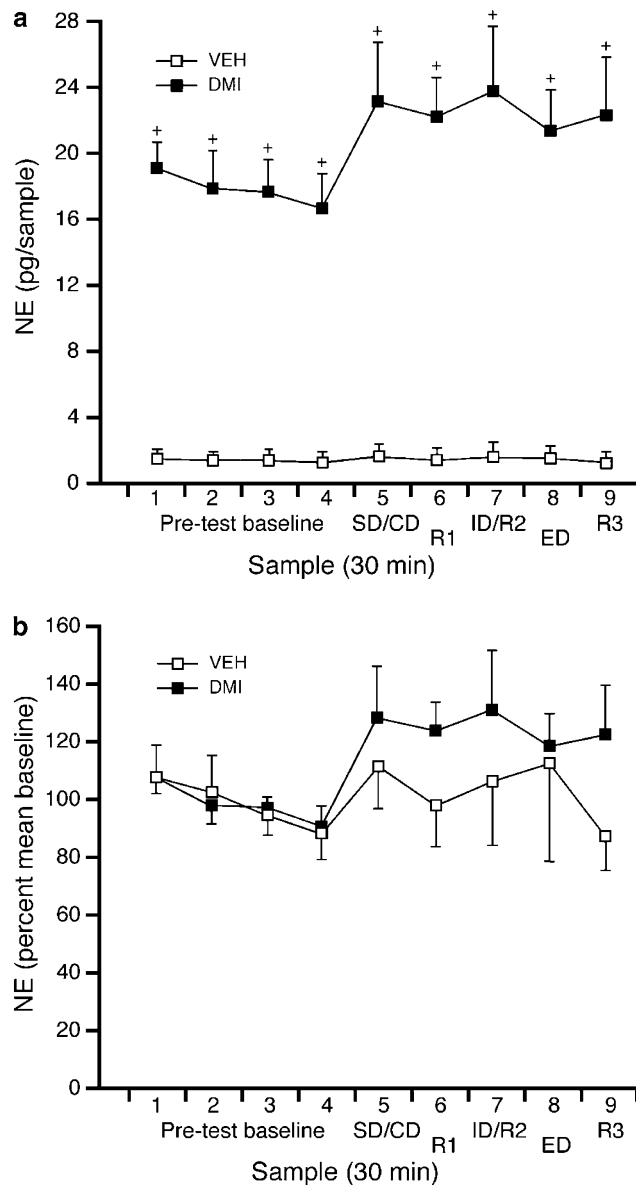 a
28
24
20
16
12
8
4
0
NE (pg/sample)
VEH
DMI
+ + + + + + + + +
1 2 3 4 5 6 7 8 9
Pre-test baseline SD/CD R1 ID/R2 ED R3
Sample (30 min)
b
160
140
120
100
80
60
40
20
0
NE (percent mean baseline)
VEH
DMI
1 2 3 4 5 6 7 8 9
Pre-test baseline SD/CD R1 ID/R2 ED R3
Sample (30 min)